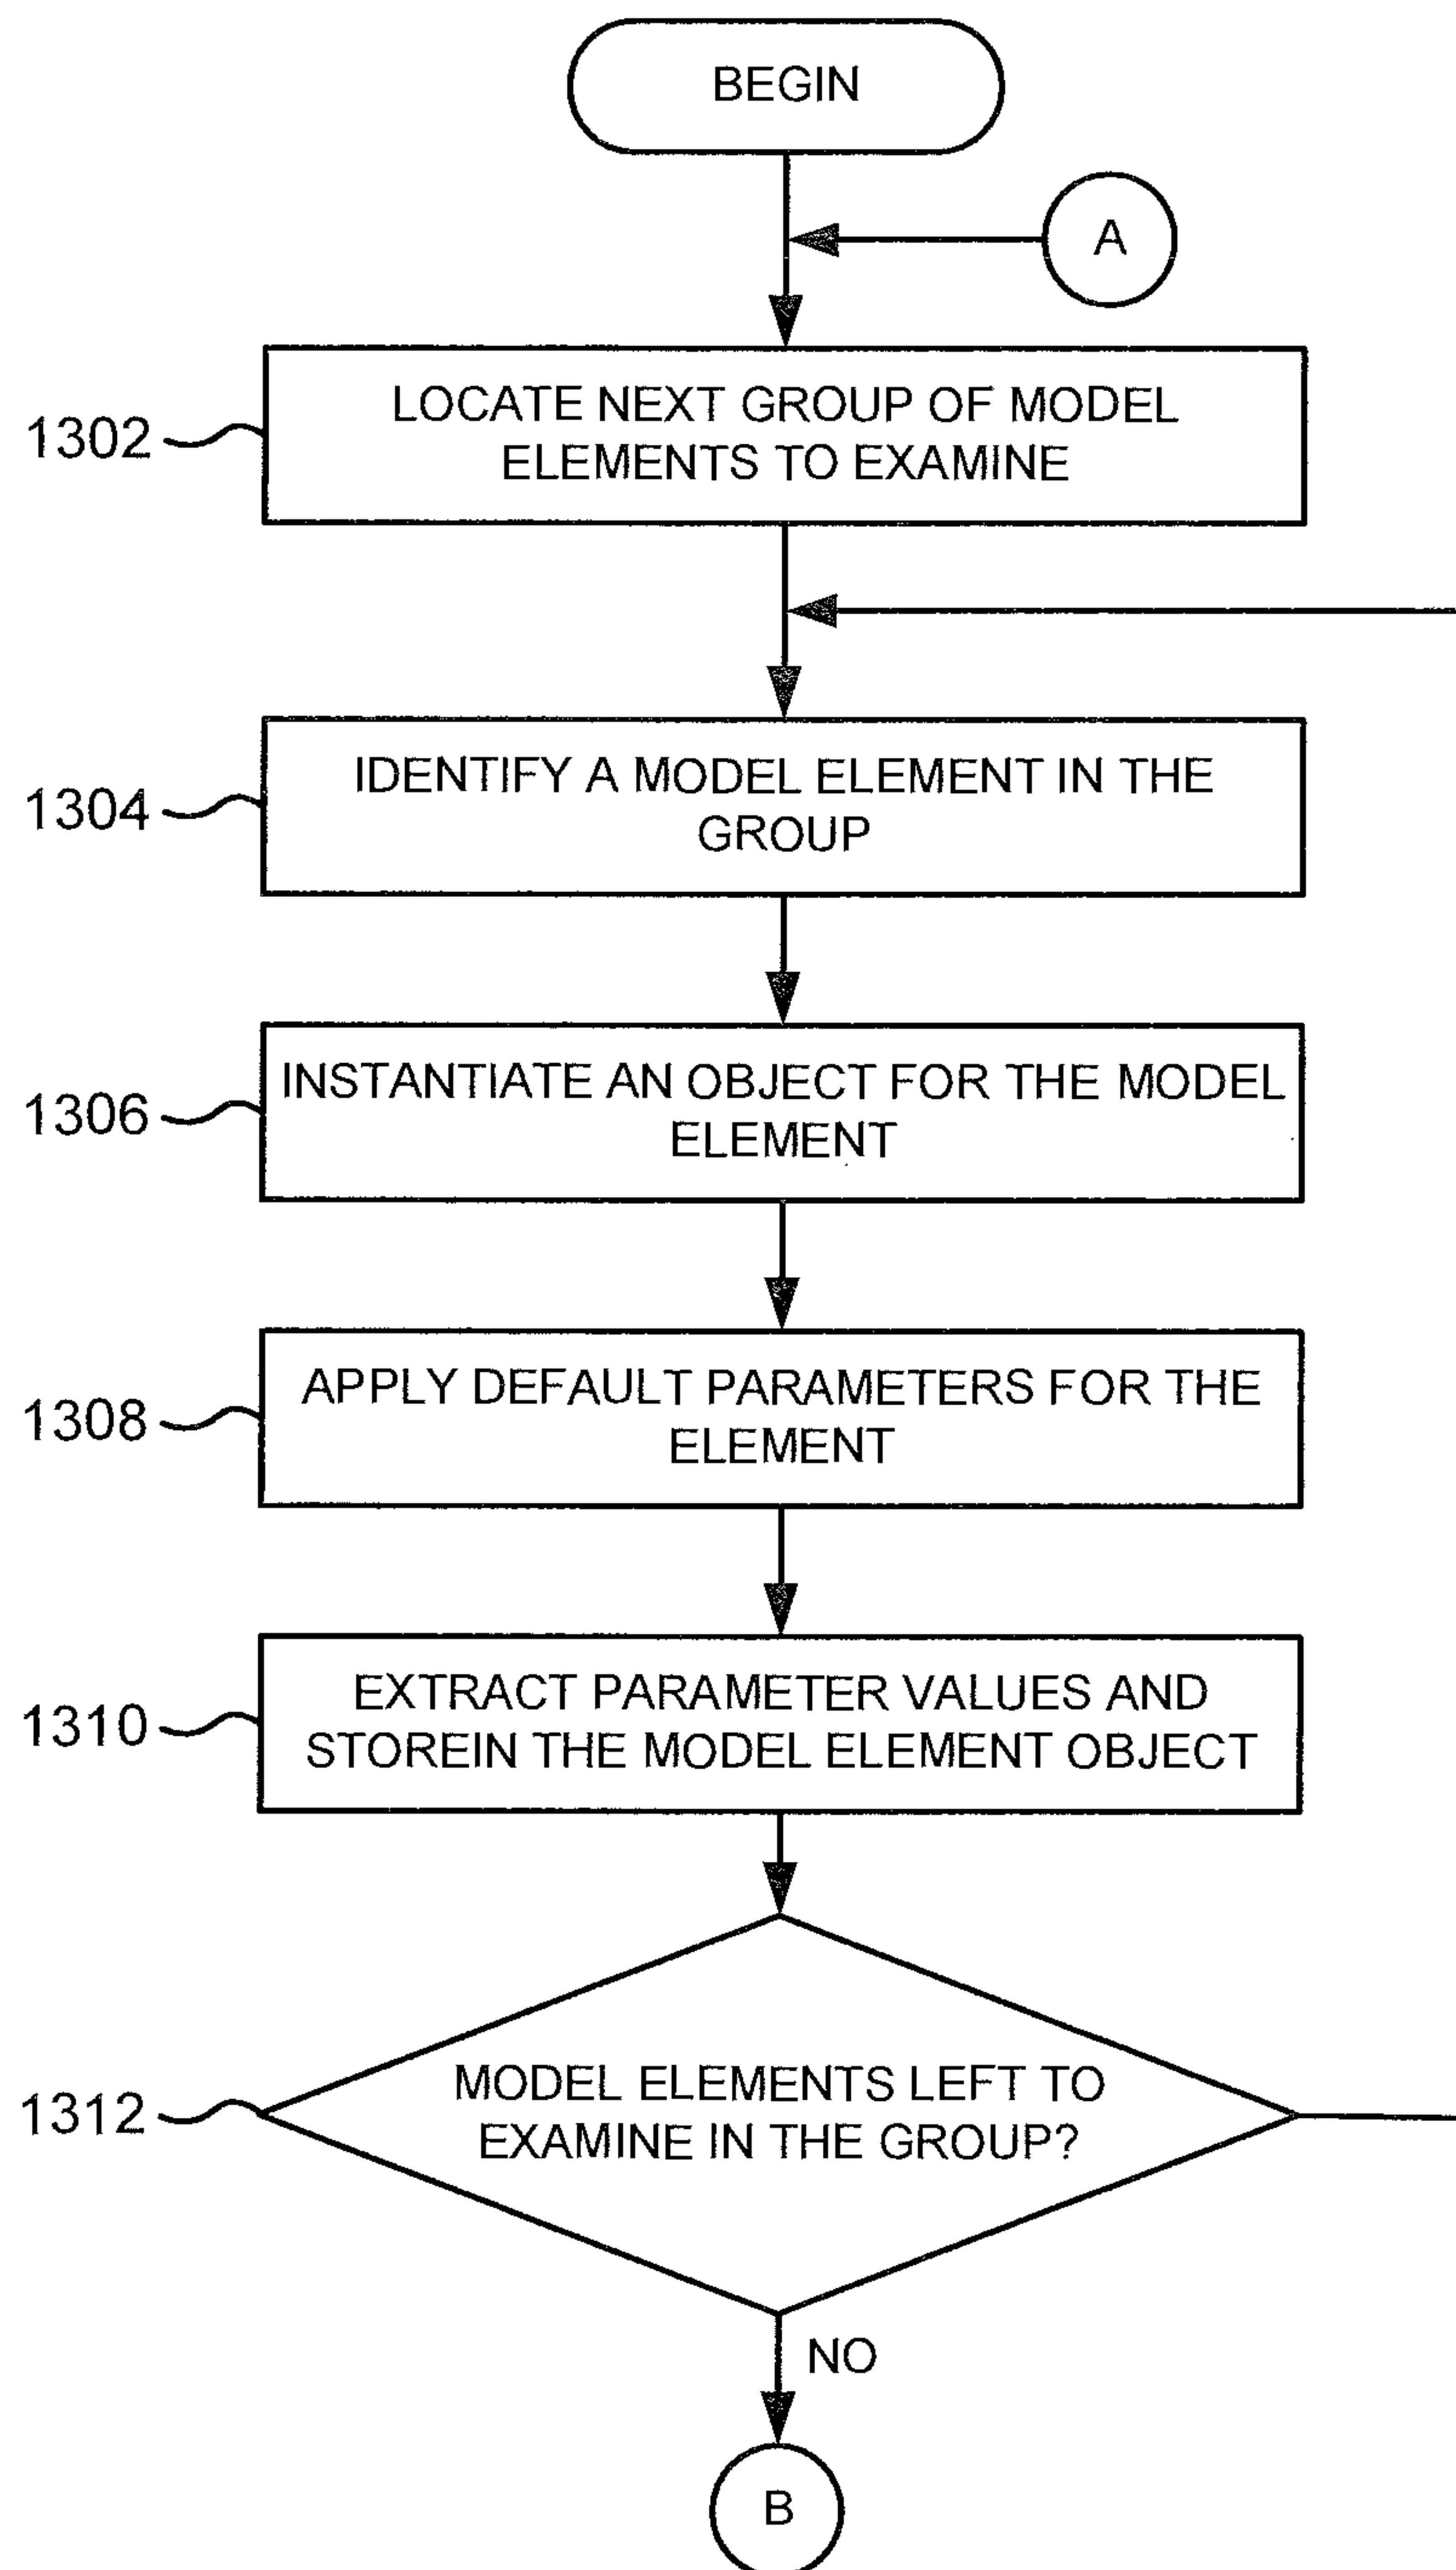 BEGIN
A
1302
LOCATE NEXT GROUP OF MODEL
ELEMENTS TO EXAMINE
1304
IDENTIFY A MODEL ELEMENT IN THE
GROUP
1306
INSTANTIATE AN OBJECT FOR THE MODEL
ELEMENT
1308
APPLY DEFAULT PARAMETERS FOR THE
ELEMENT
1310
EXTRACT PARAMETER VALUES AND
STOREIN THE MODEL ELEMENT OBJECT
1312
MODEL ELEMENTS LEFT TO
EXAMINE IN THE GROUP?
NO
B